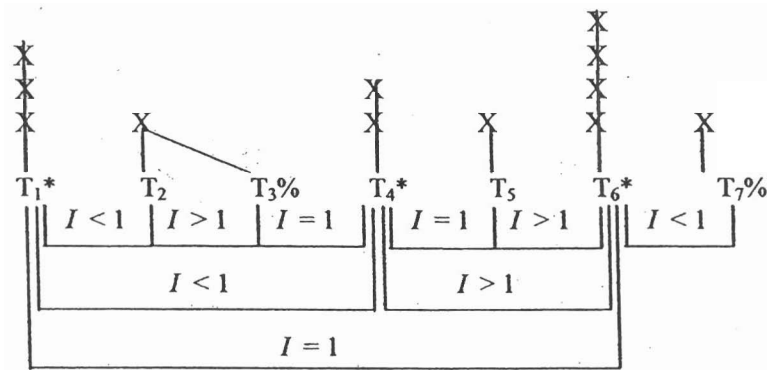 X
X X
X X X
X X X X X X
T₁* T₂ T₃% T₄* T₅ T₆* T₇%
I < 1 I > 1 I = 1 I = 1 I > 1 I < 1
I < 1 I > 1
I = 1